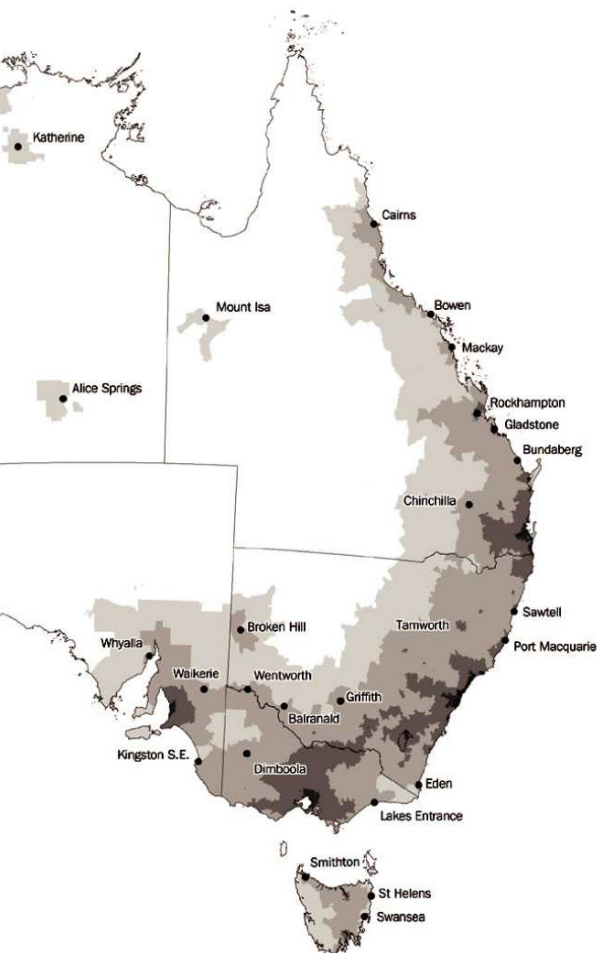 Katherine
Cairns
Mount Isa
Bowen
Mackay
Alice Springs
Rockhampton
Gladstone
Bundaberg
Chinchilla
Sawtell
Broken Hill
Tamworth
Whyalla
Port Macquarie
Waikerie
Wentworth
Griffith
Balranald
Kingston S.E.
Dimboola
Eden
Lakes Entrance
Smithton
St Helens
Swansea